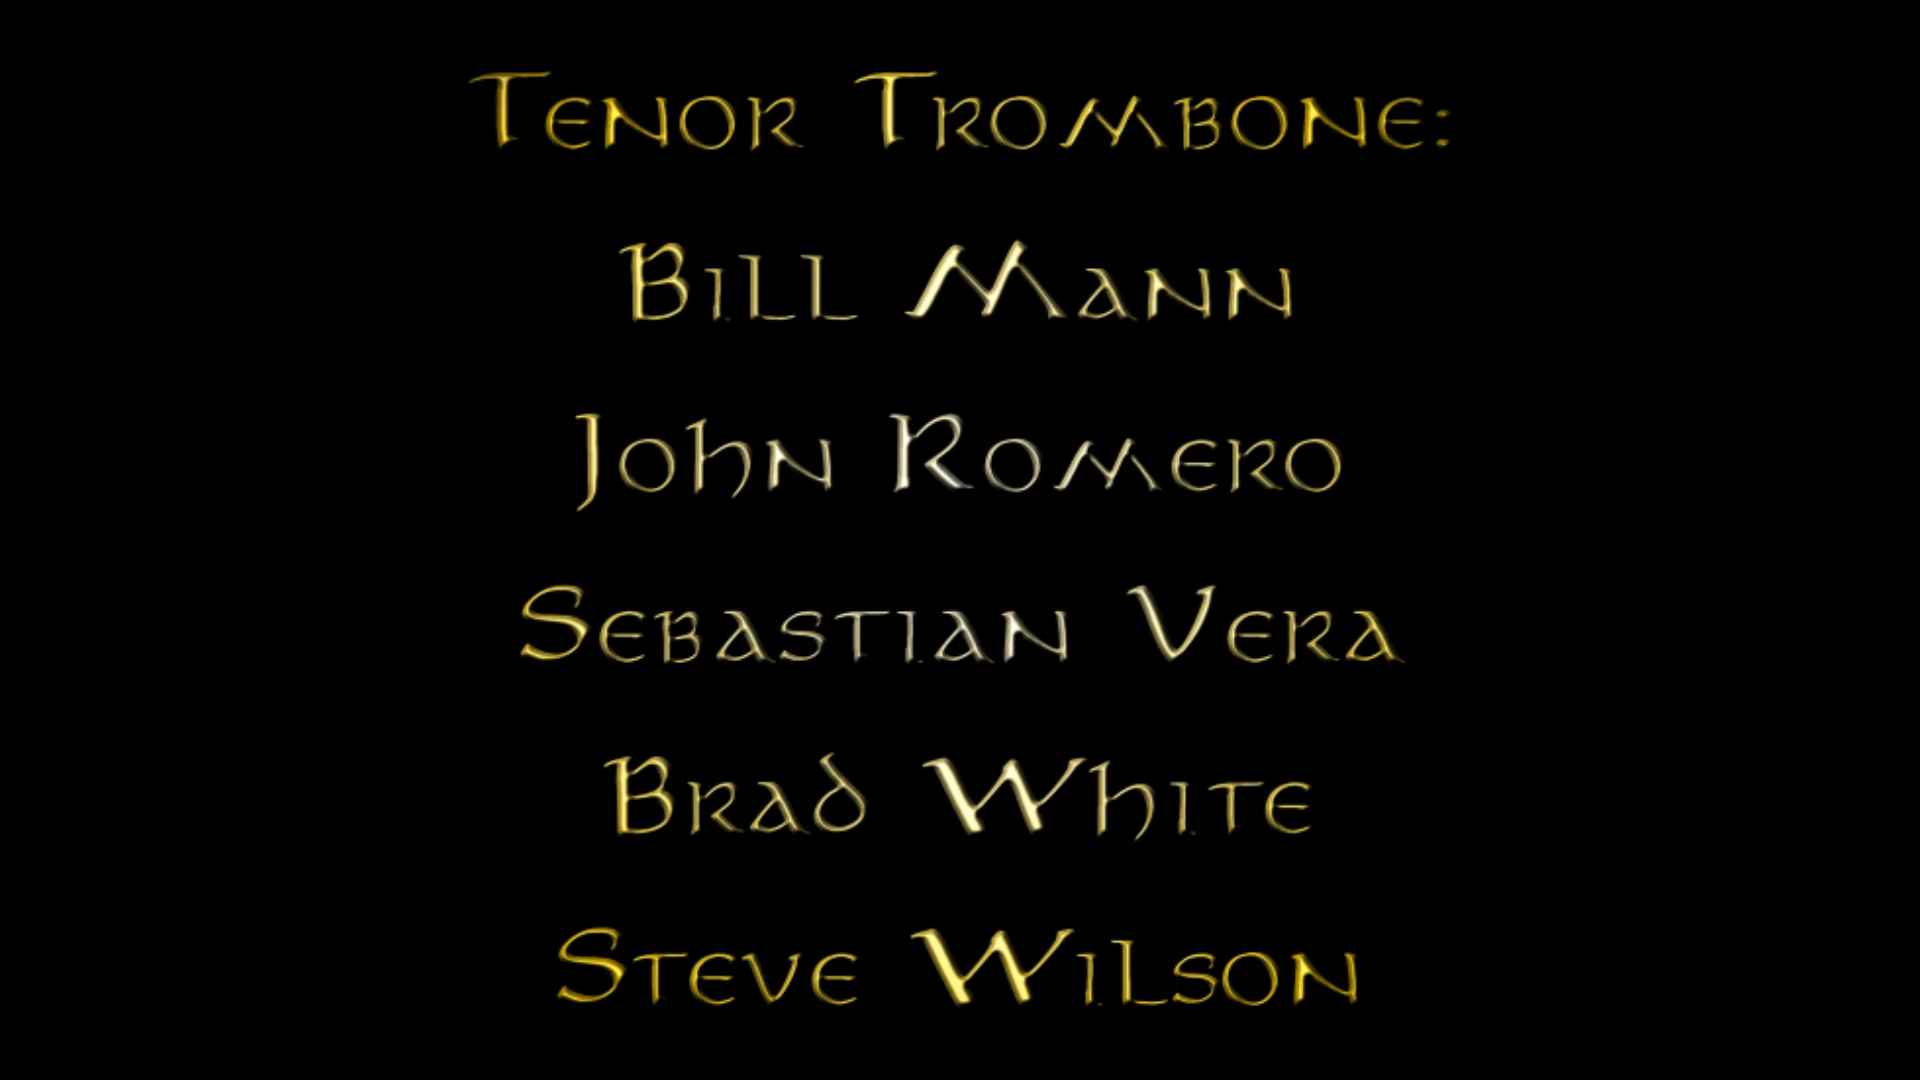 Tenor Trombone:
Bill Mann
John Romero
Sebastian Vera
Brad White
Steve Wilson